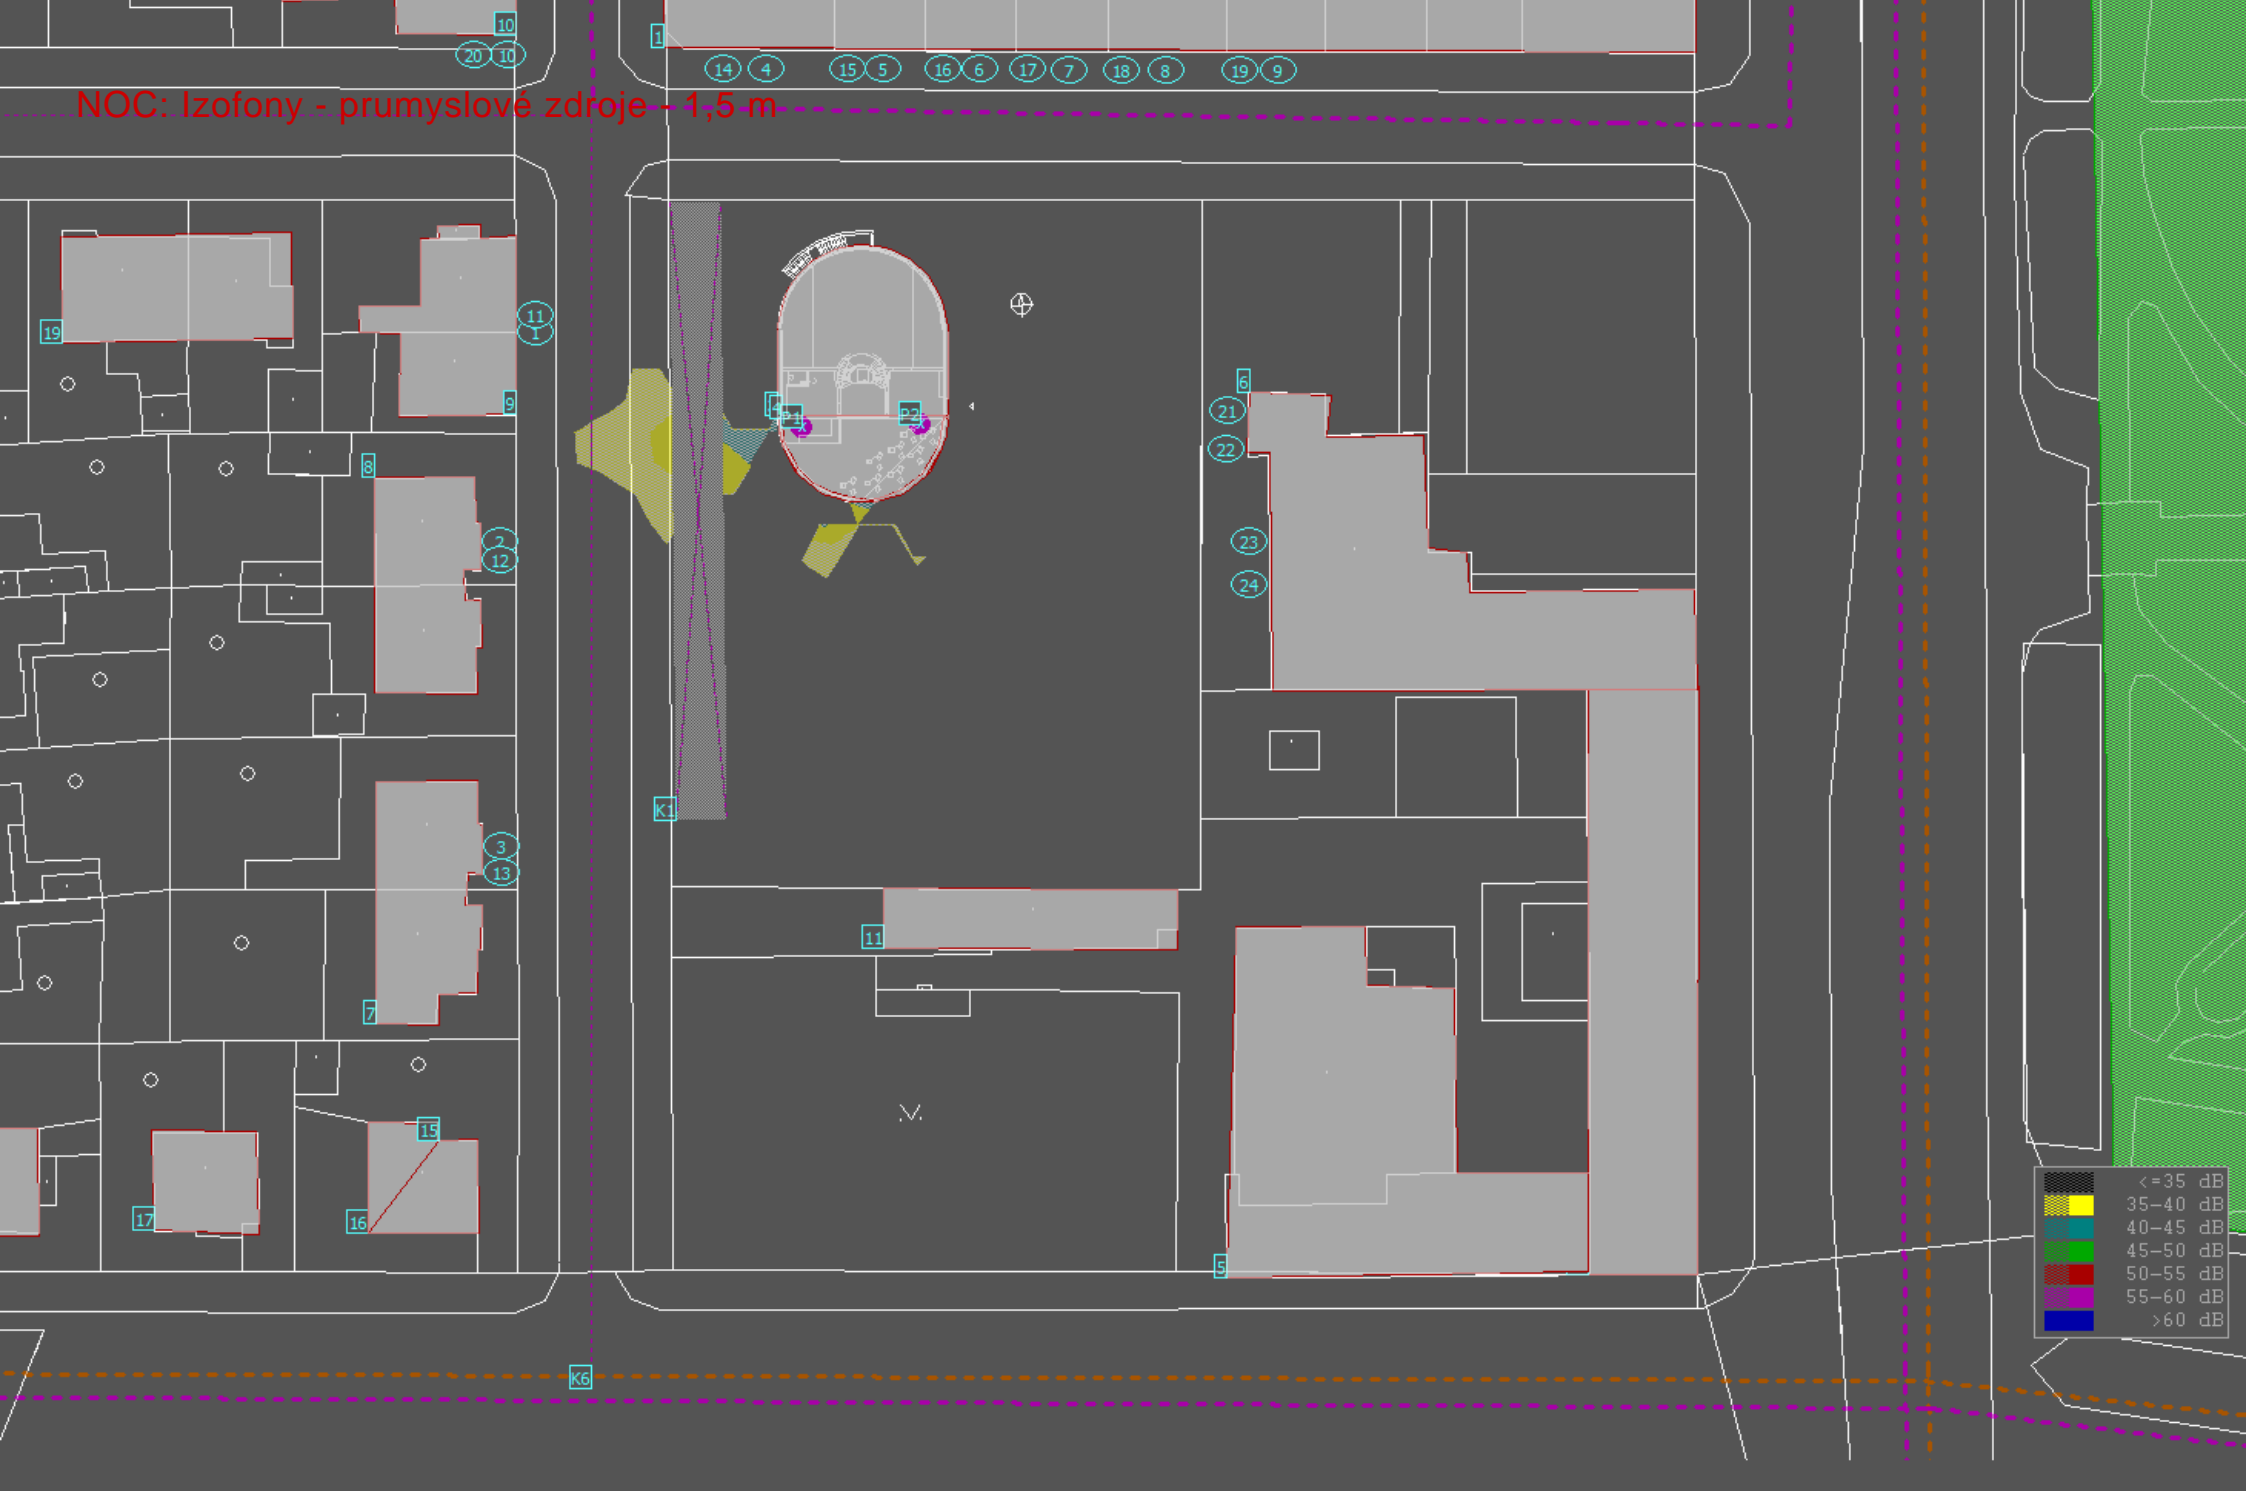 10
20 10
1
14 4 15 5 16 6 17 7 18 8 19 9
NOC: Izofony - prumyslové zdroje - 1,5 m
11
1
19
9
6
21
P1
P2
22
8
2
12
23
24
K1
3
13
11
7
15
17
16
5
<=35 dB
35-40 dB
40-45 dB
45-50 dB
50-55 dB
55-60 dB
>60 dB
K6